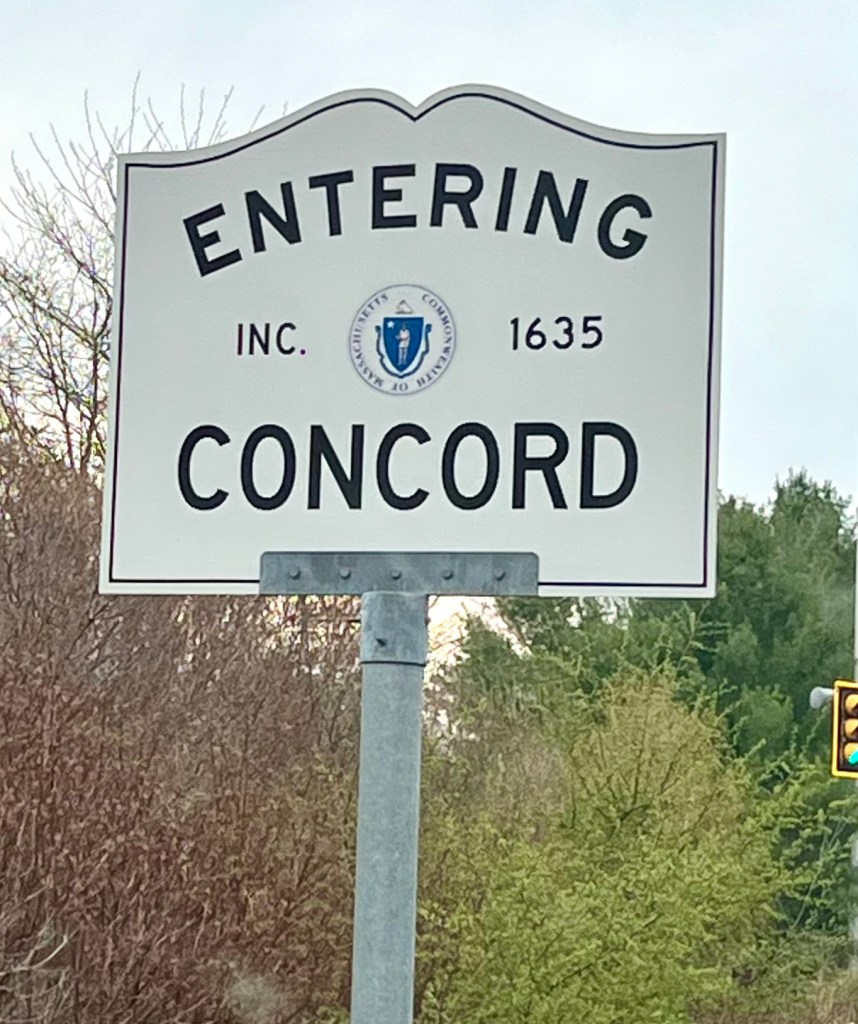 ENTERING
INC. 1635
COMMONWEALTH OF MASSACHUSETTS
CONCORD